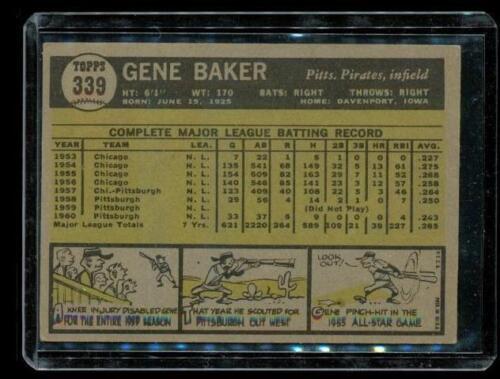 TOPPS
339
GENE BAKER
Pitts. Pirates, infield
HT: 6'1" WT: 170 BATS: RIGHT THROWS: RIGHT
BORN: JUNE 15, 1925 HOME: DAVENPORT, IOWA
COMPLETE MAJOR LEAGUE BATTING RECORD
YEAR TEAM LEA. G AB R H 2B 3B HR RBI AVG.
1953 Chicago N. L. 7 22 1 5 1 0 0 0 .227
1954 Chicago N. L. 135 541 68 149 32 5 13 61 .275
1955 Chicago N. L. 154 609 82 163 29 7 11 52 .268
1956 Chicago N. L. 140 546 65 141 23 3 12 57 .258
1957 Chi.-Pittsburgh N. L. 123 409 40 108 22 5 3 46 .264
1958 Pittsburgh N. L. 29 56 4 14 2 1 0 7 .250
1959 Pittsburgh N. L. (Did Not Play)
1960 Pittsburgh N. L. 33 37 5 9 0 0 0 4 .243
Major League Totals 7 Yrs. 621 2220 264 589 109 21 39 227 .265
LOOK OUT!
A KNEE INJURY DISABLED GENE FOR THE ENTIRE 1959 SEASON
THAT YEAR HE SCOUTED FOR PITTSBURGH OUT WEST
GENE PINCH-HIT IN THE 1955 ALL-STAR GAME